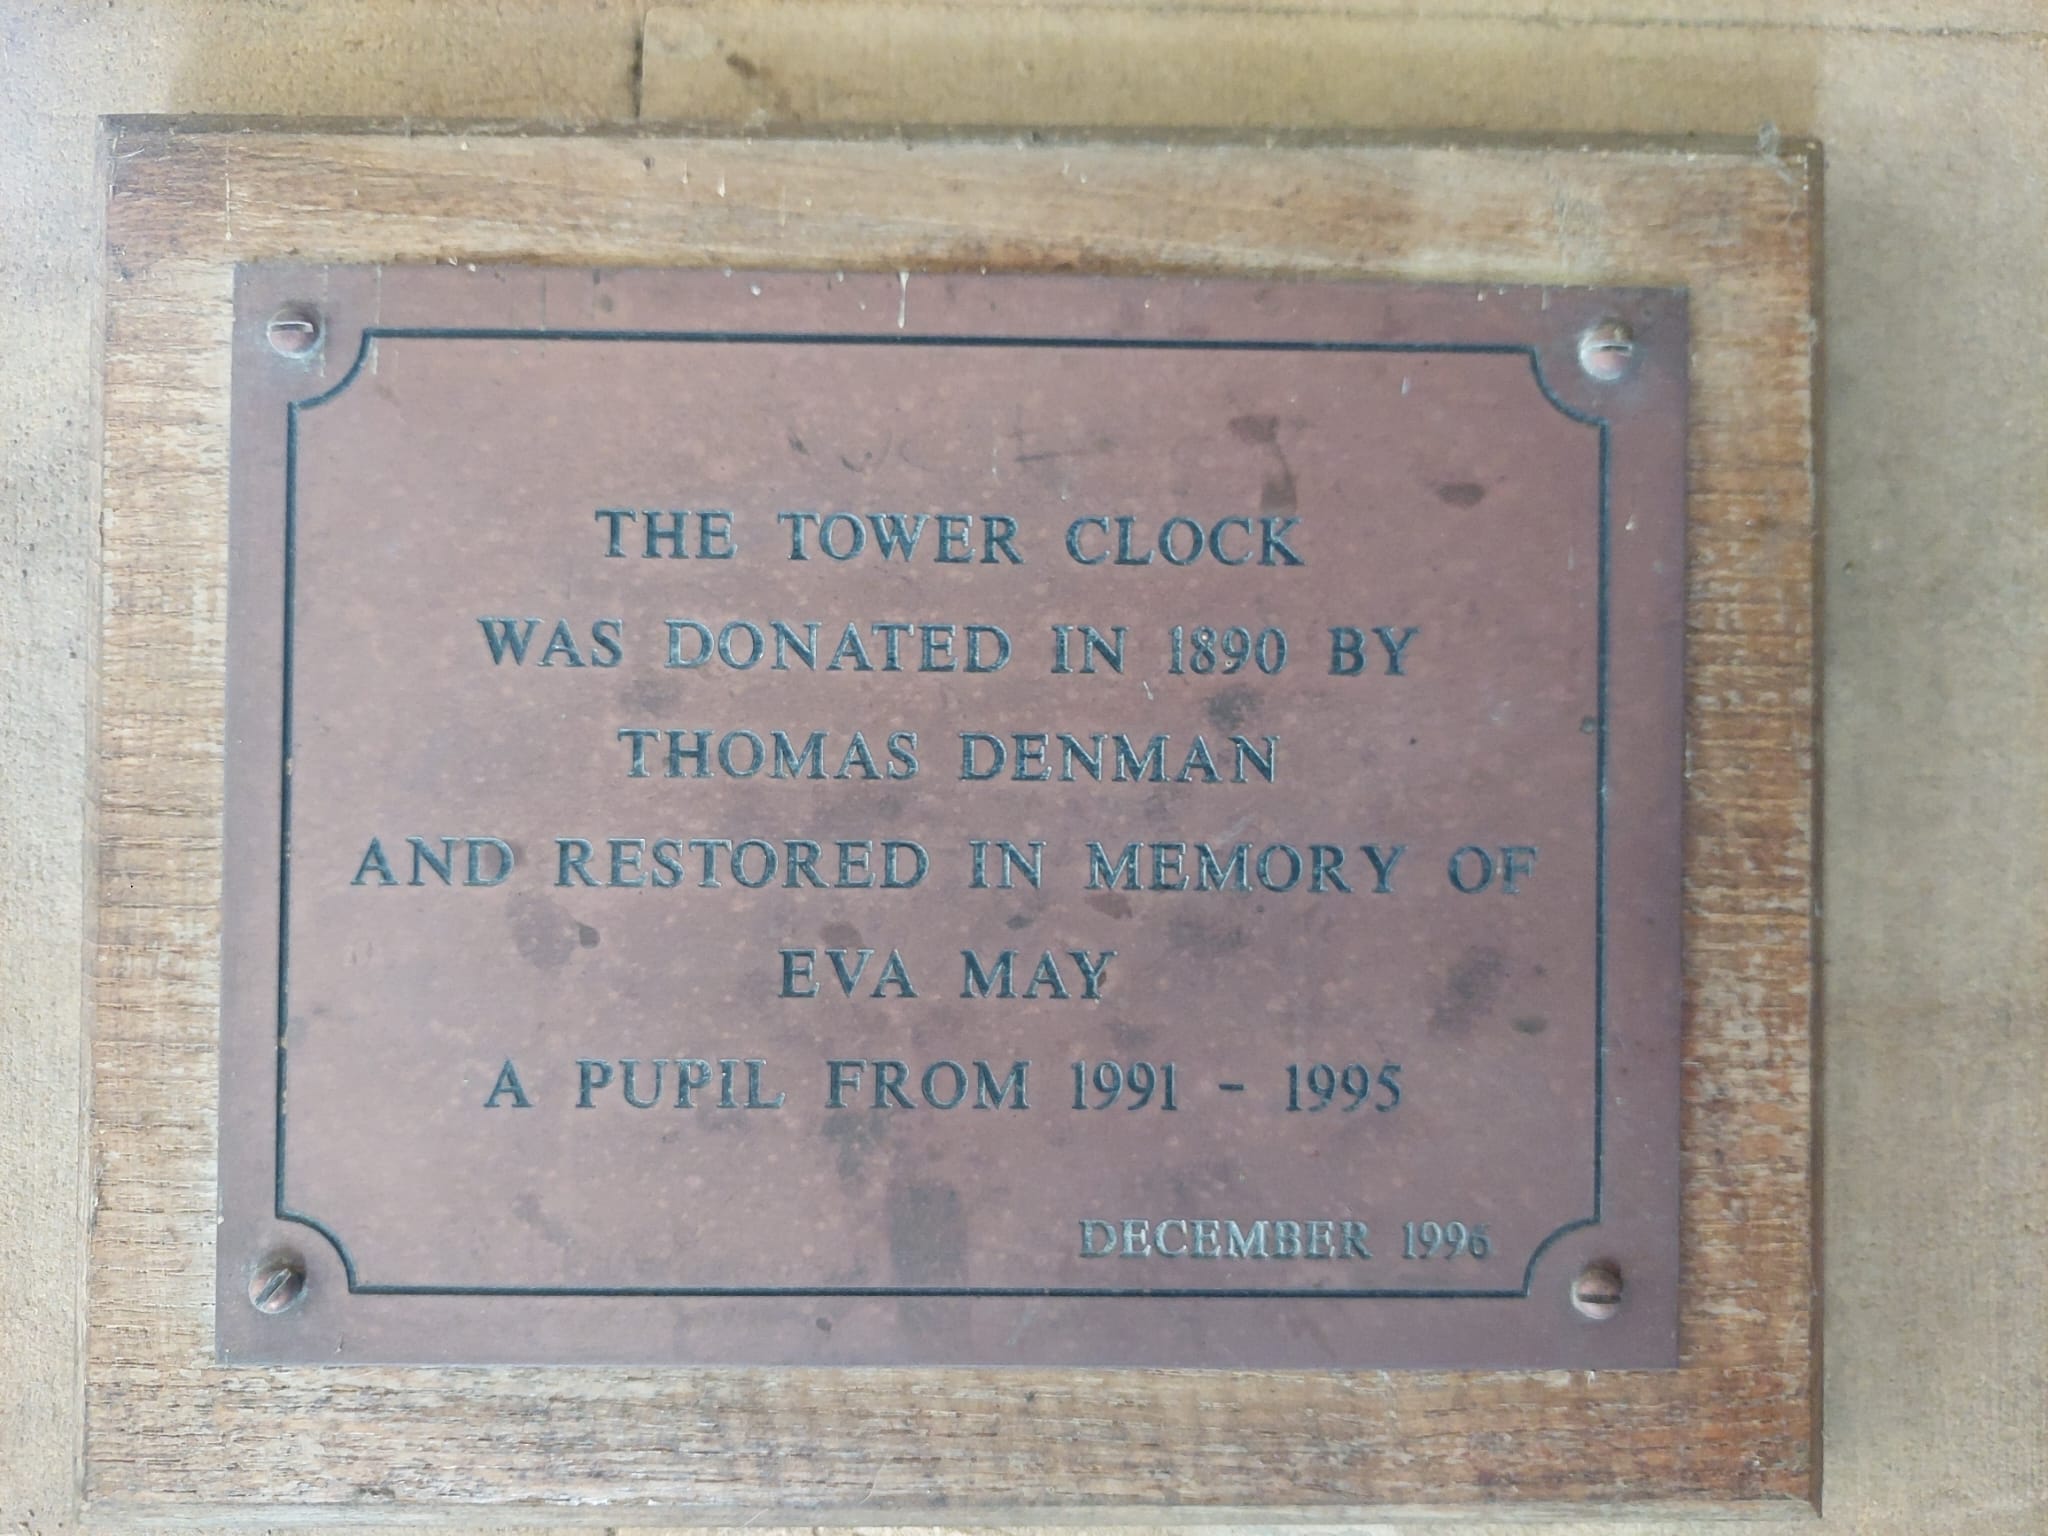 THE TOWER CLOCK
WAS DONATED IN 1890 BY
THOMAS DENMAN
AND RESTORED IN MEMORY OF
EVA MAY
A PUPIL FROM 1991 - 1995
DECEMBER 1996